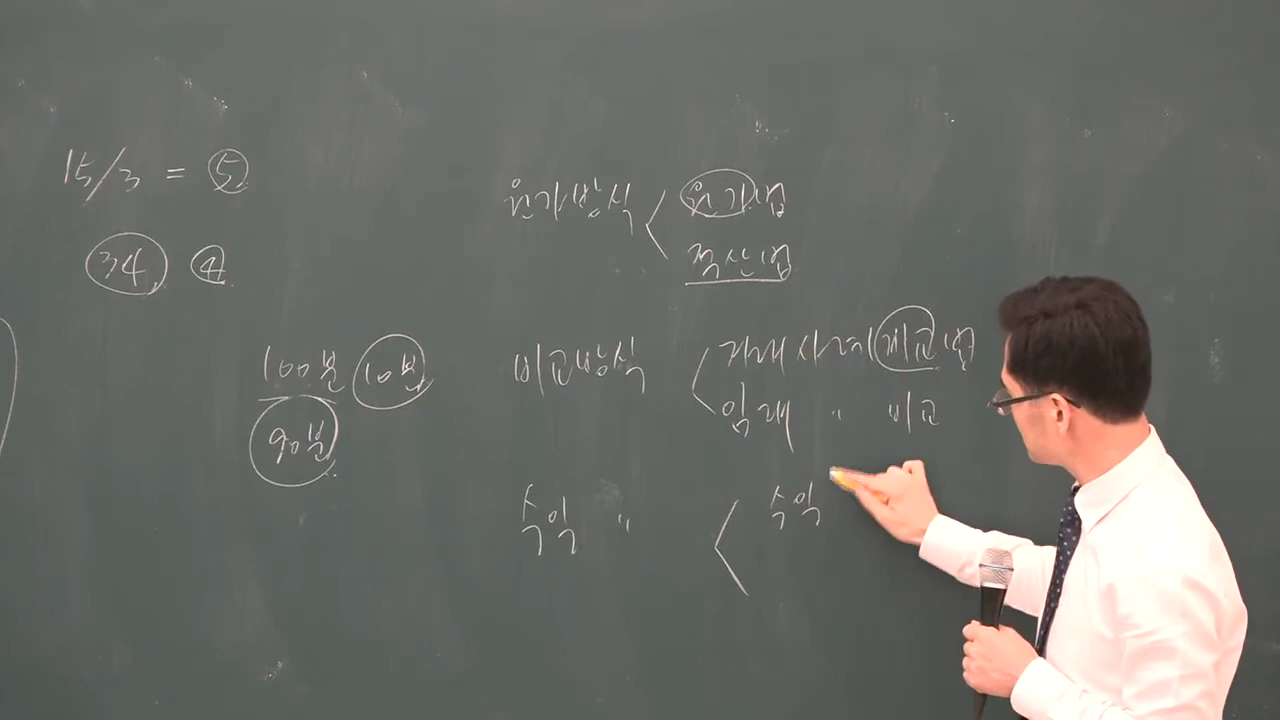 15/3 = ⑤
34 ④
100분 10분
90분
원가방식 < 원가법
적산법
비교방식 < 거래사례비교법
임대 〃 비교
수익 〃 < 수익